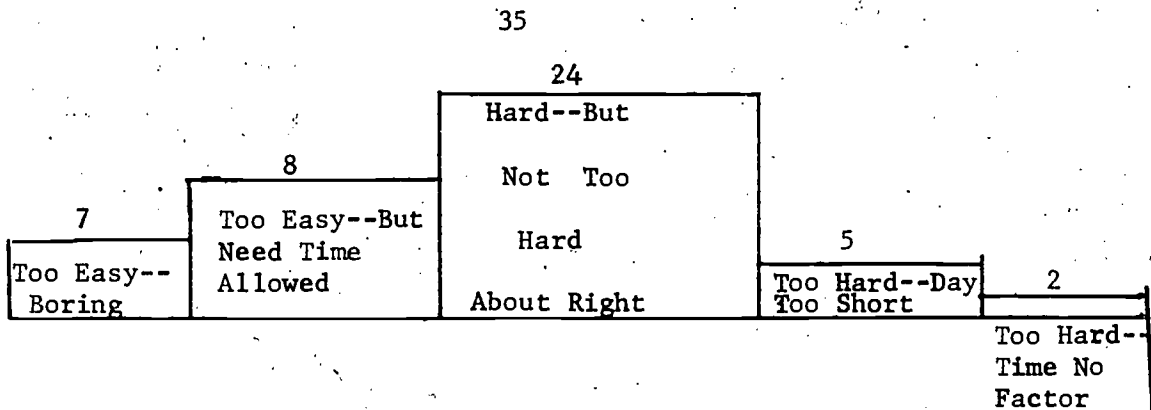 35
24
Hard--But
Not Too
Hard
About Right
8
Too Easy--But
Need Time
Allowed
7
Too Easy--
Boring
5
Too Hard--Day
Too Short
2
Too Hard--
Time No
Factor